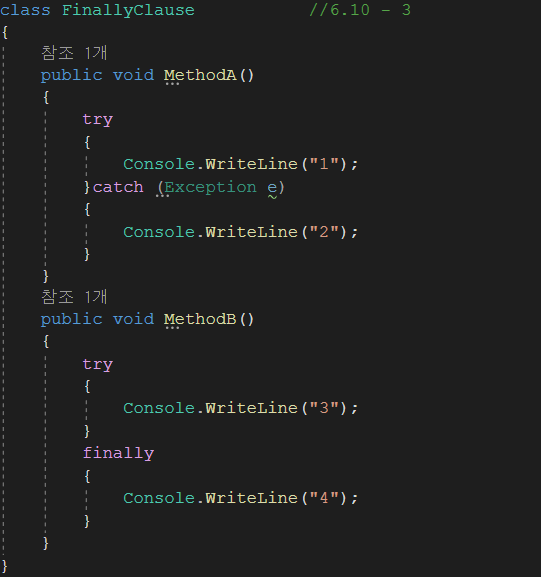 class FinallyClause //6.10 - 3
{
참조 1개
public void MethodA()
{
try
{
Console.WriteLine("1");
}catch (Exception e)
{
Console.WriteLine("2");
}
}
참조 1개
public void MethodB()
{
try
{
Console.WriteLine("3");
}
finally
{
Console.WriteLine("4");
}
}
}